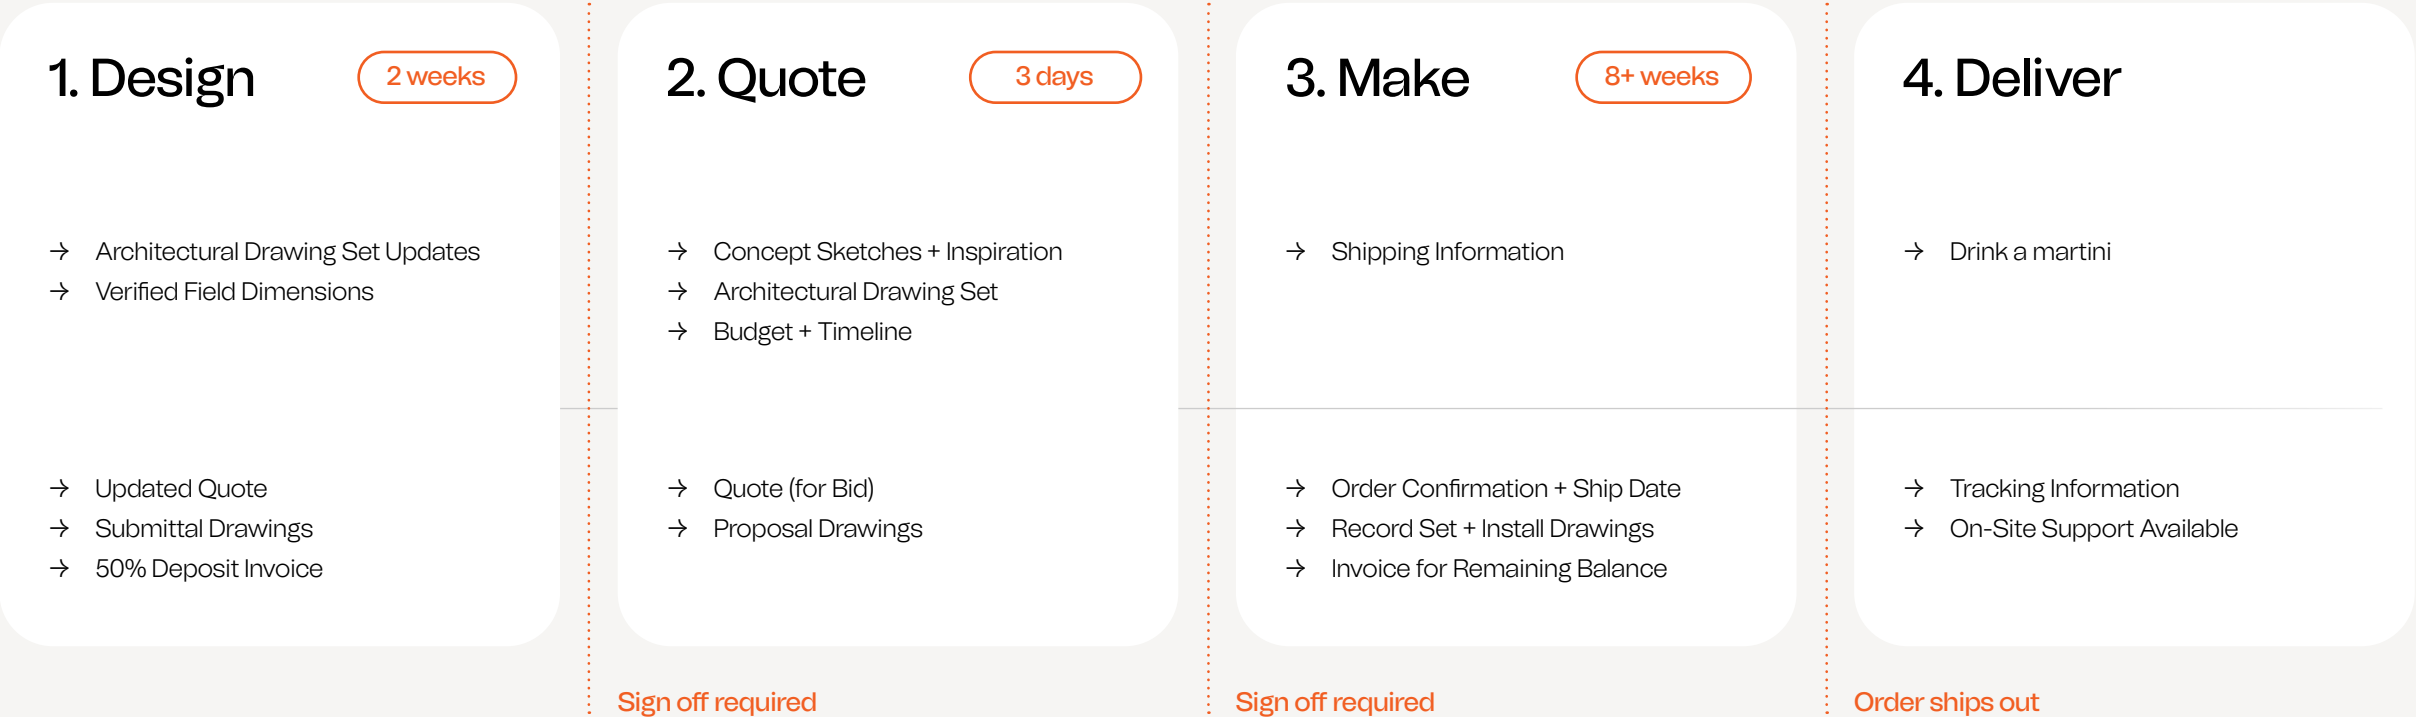 1. Design
2 weeks
→ Architectural Drawing Set Updates
→ Verified Field Dimensions
→ Updated Quote
→ Submittal Drawings
→ 50% Deposit Invoice
2. Quote
3 days
→ Concept Sketches + Inspiration
→ Architectural Drawing Set
→ Budget + Timeline
→ Quote (for Bid)
→ Proposal Drawings
Sign off required
3. Make
8+ weeks
→ Shipping Information
→ Order Confirmation + Ship Date
→ Record Set + Install Drawings
→ Invoice for Remaining Balance
Sign off required
4. Deliver
→ Drink a martini
→ Tracking Information
→ On-Site Support Available
Order ships out